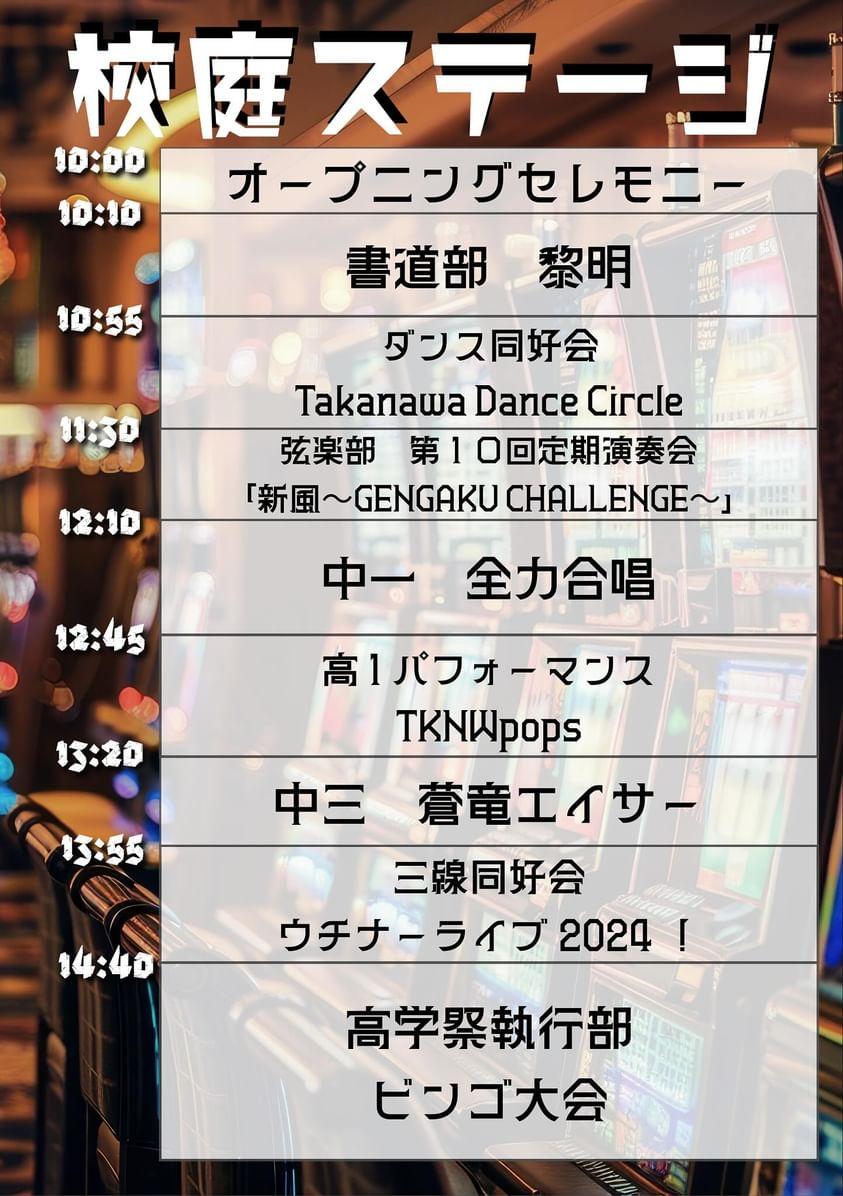 校庭ステージ
10:00
オープニングセレモニー
10:10
書道部　黎明
10:55
ダンス同好会
Takanawa Dance Circle
11:30
弦楽部　第１０回定期演奏会
「新風～GENGAKU CHALLENGE～」
12:10
中一　全力合唱
12:45
高１パフォーマンス
TKNWpops
13:20
中三　蒼竜エイサー
13:55
三線同好会
ウチナーライブ 2024 ！
14:40
高学祭執行部
ビンゴ大会